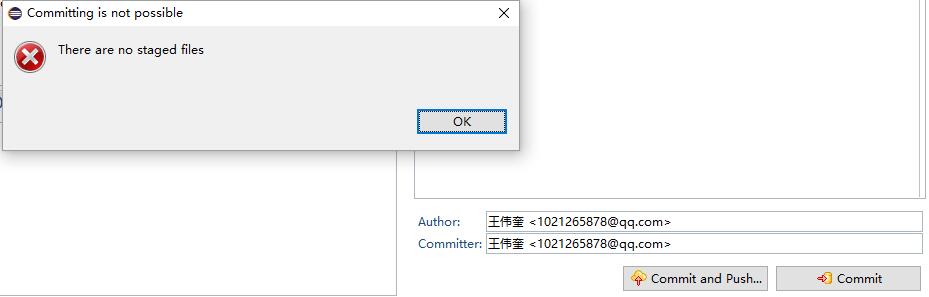 Committing is not possible
There are no staged files
OK
Author:
王伟奎 <1021265878@qq.com>
Committer:
王伟奎 <1021265878@qq.com>
Commit and Push...
Commit